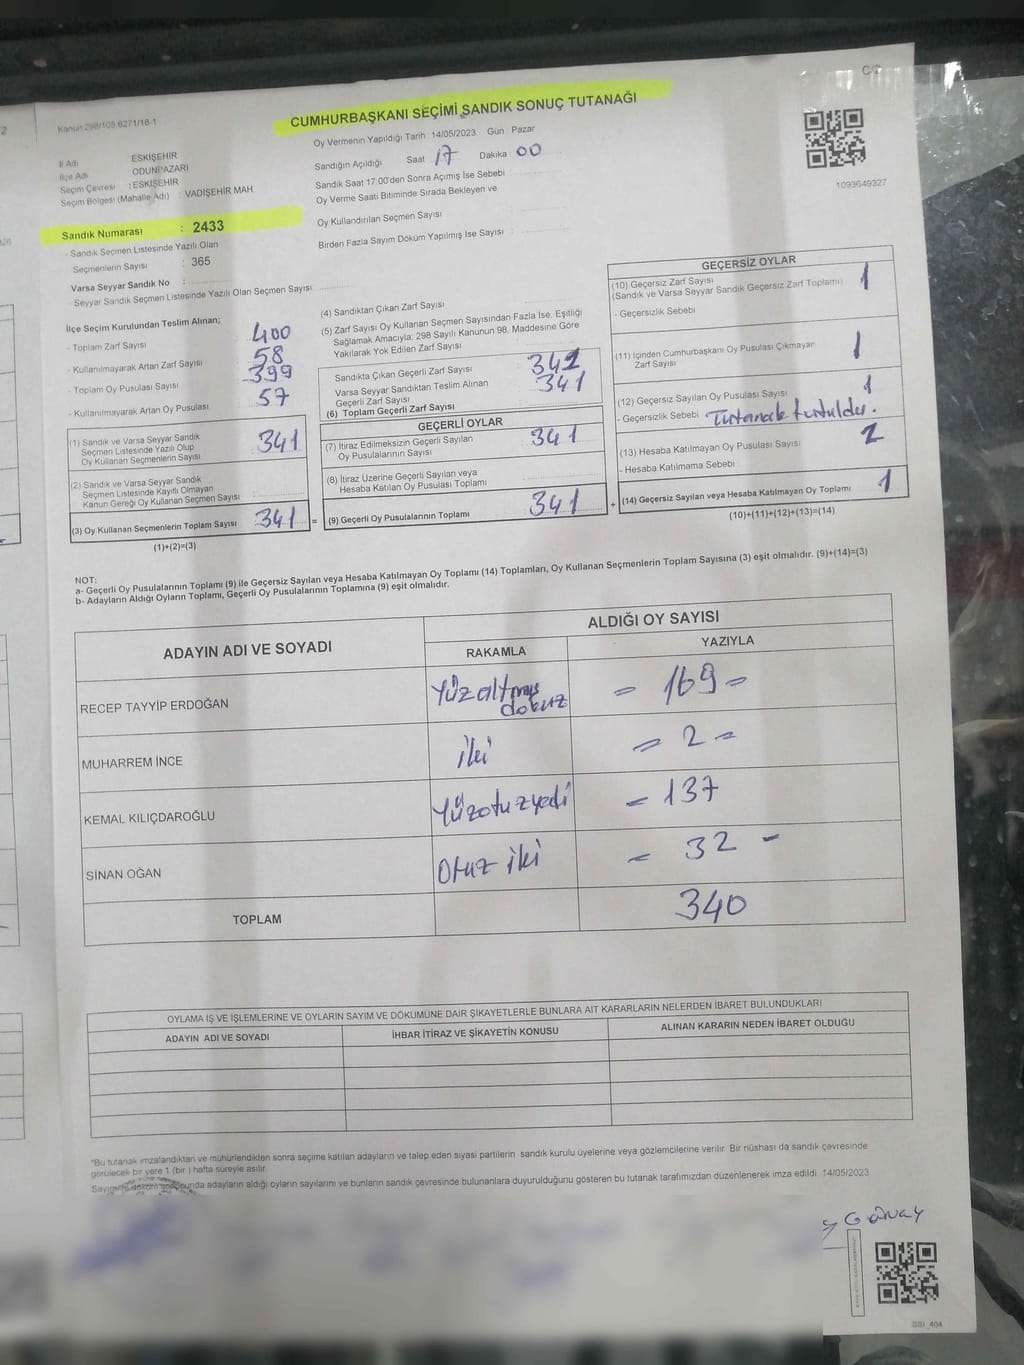 C/2
Kanun 298/105 6271/18-1
CUMHURBAŞKANI SEÇİMİ SANDIK SONUÇ TUTANAĞI
İl Adı ESKİŞEHİR
İlçe Adı ODUNPAZARI
Seçim Çevresi : ESKİŞEHİR
Seçim Bölgesi (Mahalle Adı) : VADİŞEHİR MAH.
Sandık Numarası : 2433
- Sandık Seçmen Listesinde Yazılı Olan
Seçmenlerin Sayısı : 365
Varsa Seyyar Sandık No :
- Seyyar Sandık Seçmen Listesinde Yazılı Olan Seçmen Sayısı
Oy Vermenin Yapıldığı Tarih 14/05/2023 Gün Pazar
Sandığın Açıldığı Saat 17 Dakika 00
Sandık Saat 17.00'den Sonra Açımış İse Sebebi
Oy Verme Saati Bitiminde Sırada Bekleyen ve
Oy Kullandırılan Seçmen Sayısı
Birden Fazla Sayım Döküm Yapılmış İse Sayısı
1093649327
İlçe Seçim Kurulundan Teslim Alınan;
- Toplam Zarf Sayısı 400
- Kullanılmayarak Artan Zarf Sayısı 58
- Toplam Oy Pusulası Sayısı 399
- Kullanılmayarak Artan Oy Pusulası 57
(1) Sandık ve Varsa Seyyar Sandık
Seçmen Listesinde Yazılı Olup
Oy Kullanan Seçmenlerin Sayısı 341
(2) Sandık ve Varsa Seyyar Sandık
Seçmen Listesinde Kayıtlı Olmayan
Kanun Gereği Oy Kullanan Seçmen Sayısı
(3) Oy Kullanan Seçmenlerin Toplam Sayısı 341 =
(1)+(2)=(3)
(4) Sandıktan Çıkan Zarf Sayısı
(5) Zarf Sayısı Oy Kullanan Seçmen Sayısından Fazla İse, Eşitliği
Sağlamak Amacıyla; 298 Sayılı Kanunun 98. Maddesine Göre
Yakılarak Yok Edilen Zarf Sayısı
Sandıkta Çıkan Geçerli Zarf Sayısı 341
Varsa Seyyar Sandıktan Teslim Alınan 341
Geçerli Zarf Sayısı
(6) Toplam Geçerli Zarf Sayısı
GEÇERLİ OYLAR
(7) İtiraz Edilmeksizin Geçerli Sayılan 341
Oy Pusulasının Sayısı
(8) İtiraz Üzerine Geçerli Sayılan veya
Hesaba Katılan Oy Pusulası Toplamı
(9) Geçerli Oy Pusulalarının Toplamı 341 +
GEÇERSİZ OYLAR
(10) Geçersiz Zarf Sayısı 1
(Sandık ve Varsa Seyyar Sandık Geçersiz Zarf Toplamı)
- Geçersizlik Sebebi
(11) İçinden Cumhurbaşkanı Oy Pusulası Çıkmayan 1
Zarf Sayısı
(12) Geçersiz Sayılan Oy Pusulası Sayısı 1
- Geçersizlik Sebebi Tutanak tutuldu.
(13) Hesaba Katılmayan Oy Pusulası Sayısı
- Hesaba Katılmama Sebebi
(14) Geçersiz Sayılan veya Hesaba Katılmayan Oy Toplamı 1
(10)+(11)+(12)+(13)=(14)
NOT:
a- Geçerli Oy Pusulalarının Toplamı (9) ile Geçersiz Sayılan veya Hesaba Katılmayan Oy Toplamı (14) Toplamları, Oy Kullanan Seçmenlerin Toplam Sayısına (3) eşit olmalıdır. (9)+(14)=(3)
b- Adayların Aldığı Oyların Toplamı, Geçerli Oy Pusulalarının Toplamına (9) eşit olmalıdır.
ADAYIN ADI VE SOYADI
ALDIĞI OY SAYISI
RAKAMLA YAZIYLA
RECEP TAYYİP ERDOĞAN Yüz altmış dokuz = 169 =
MUHARREM İNCE iki = 2 =
KEMAL KILIÇDAROĞLU Yüzotuzyedi = 137
SİNAN OĞAN Otuz iki - 32 -
TOPLAM 340
OYLAMA İŞ VE İŞLEMLERİNE VE OYLARIN SAYIM VE DÖKÜMÜNE DAİR ŞİKAYETLERLE BUNLARA AİT KARARLARIN NELERDEN İBARET BULUNDUKLARI
ADAYIN ADI VE SOYADI İHBAR İTİRAZ VE ŞİKAYETİN KONUSU ALINAN KARARIN NEDEN İBARET OLDUĞU
*Bu tutanak imzalandıktan ve mühürlendikten sonra seçime katılan adayların ve talep eden siyasi partilerin sandık kurulu üyelerine veya gözlemcilerine verilir. Bir nüshası da sandık çevresinde
görülecek bir yere 1 (bir ) hafta süreyle asılır.
Sayım ve döküm sonunda adayların aldığı oyların sayılarını ve bunların sandık çevresinde bulunanlara duyurulduğunu gösteren bu tutanak tarafımızdan düzenlenerek imza edildi. 14/05/2023
SSI_404